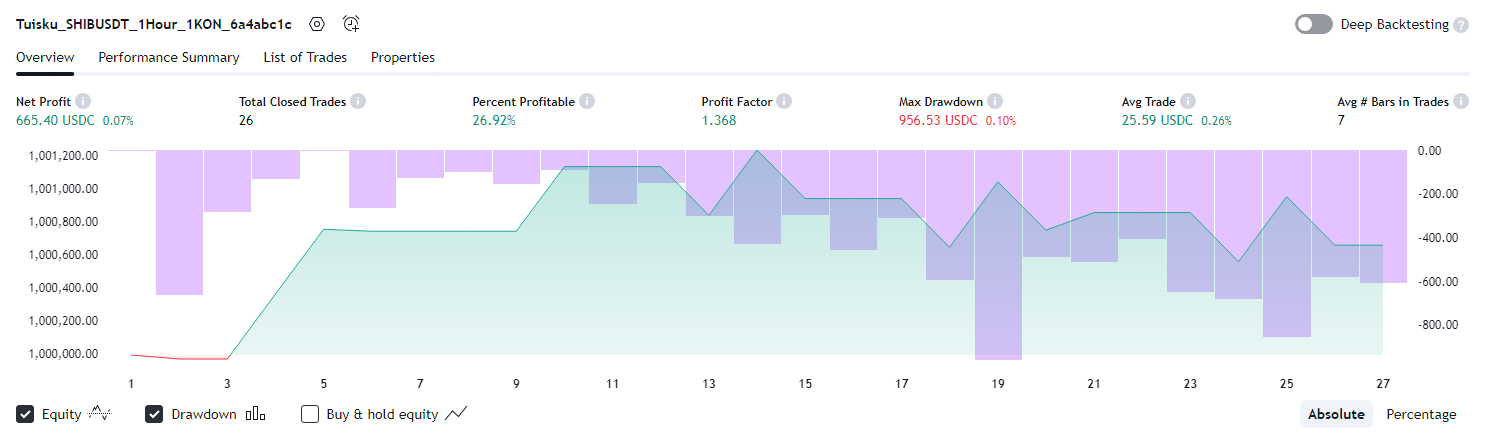 Tuisku_SHIBUSDT_1Hour_1KON_6a4abc1c
Deep Backtesting
Overview Performance Summary List of Trades Properties
Net Profit Total Closed Trades Percent Profitable Profit Factor Max Drawdown Avg Trade Avg # Bars in Trades
665.40 USDC 0.07% 26 26.92% 1.368 956.53 USDC 0.10% 25.59 USDC 0.26% 7
1,001,200.00 0.00
1,001,000.00 -200.00
1,000,800.00
-400.00
1,000,600.00
-600.00
1,000,400.00
1,000,200.00 -800.00
1,000,000.00
1 3 5 7 9 11 13 15 17 19 21 23 25 27
Equity Drawdown Buy & hold equity Absolute Percentage